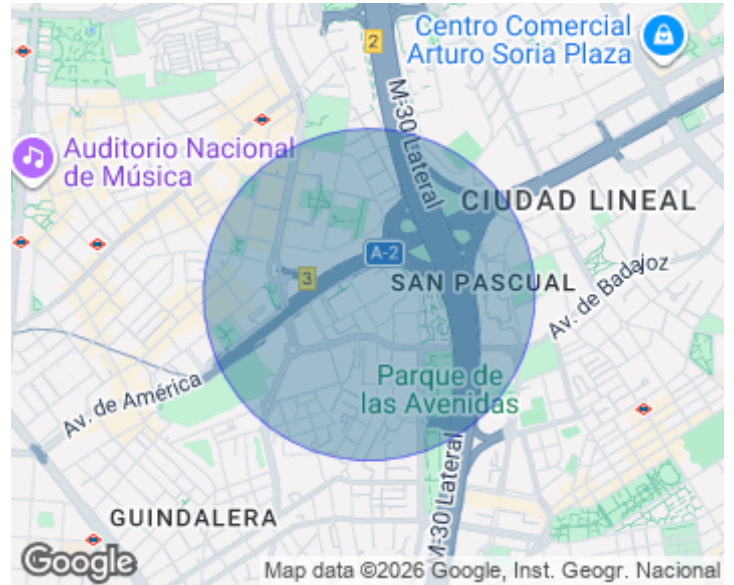 Centro Comercial
Arturo Soria Plaza
2
M-30 Lateral
Auditorio Nacional
de Música
CIUDAD LINEAL
A-2
3
SAN PASCUAL
Av. de Badajoz
Parque de
las Avenidas
Av. de América
M-30 Lateral
GUINDALERA
Google
Map data ©2026 Google, Inst. Geogr. Nacional